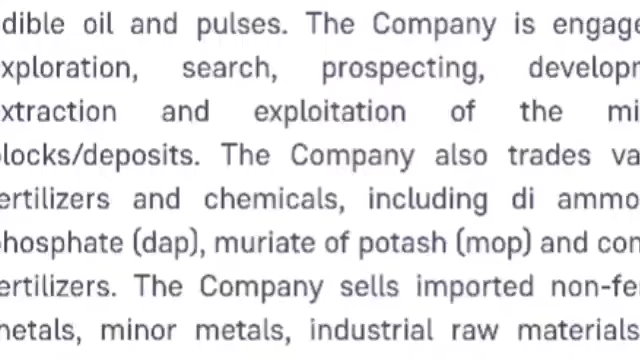 dible oil and pulses. The Company is engage
xploration, search, prospecting, developr
xtraction and exploitation of the mi
locks/deposits. The Company also trades va
ertilizers and chemicals, including di ammo
hosphate (dap), muriate of potash (mop) and con
ertilizers. The Company sells imported non-fe
netals, minor metals, industrial raw materials